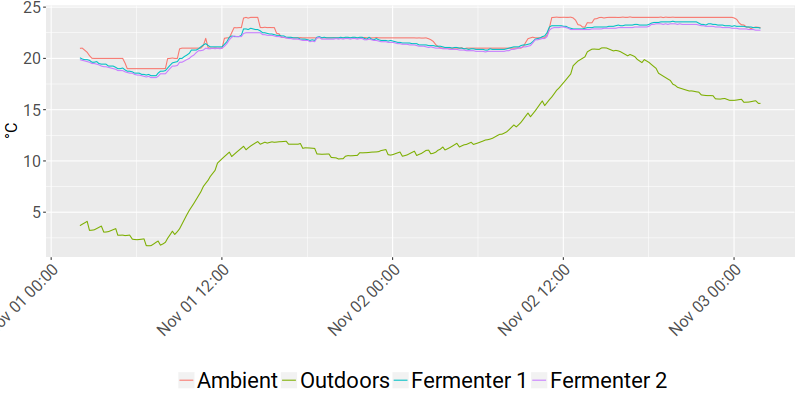 25
20
15
10
5
°C
ov 01 00:00
Nov 01 12:00
Nov 02 00:00
Nov 02 12:00
Nov 03 00:00
Ambient Outdoors Fermenter 1 Fermenter 2